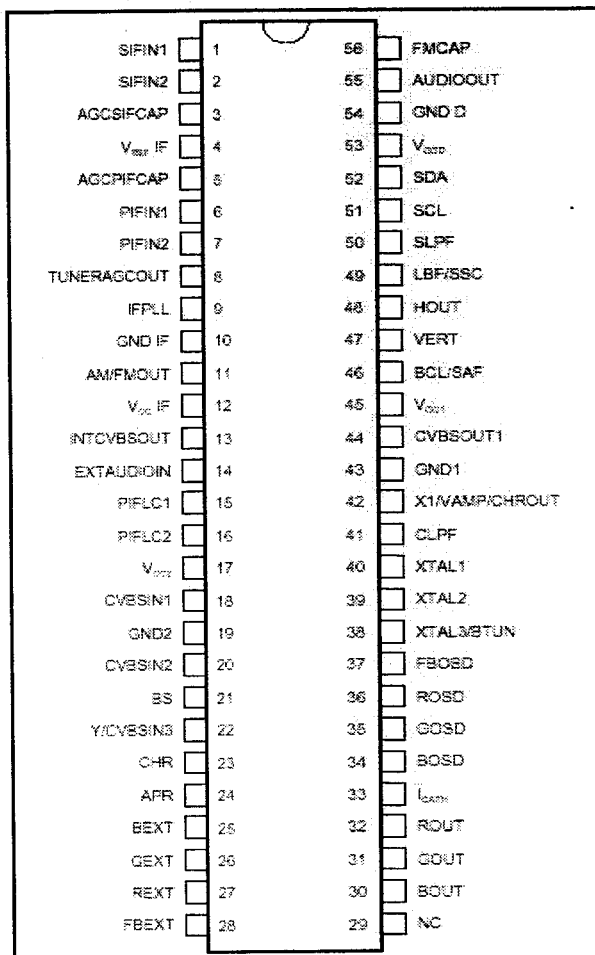 SIFIN1 1 56 FMCAP
SIFIN2 2 55 AUDIOOUT
AGCSIFCAP 3 54 GND D
VREF IF 4 53 VCCD
AGCPIFCAP 5 52 SDA
PIFIN1 6 51 SCL
PIFIN2 7 50 SLPF
TUNERAGCOUT 8 49 LBF/SSC
IFPLL 9 48 HOUT
GND IF 10 47 VERT
AM/FMOUT 11 46 BCL/SAF
VCC IF 12 45 VCC1
INTCVBSOUT 13 44 CVBSOUT1
EXTAUDIOIN 14 43 GND1
PIFLC1 15 42 X1/VAMP/CHROUT
PIFLC2 16 41 CLPF
VCC2 17 40 XTAL1
CVBSIN1 18 39 XTAL2
GND2 19 38 XTAL3/BTUN
CVBSIN2 20 37 FBOSD
BS 21 36 ROSD
Y/CVBSIN3 22 35 GOSD
CHR 23 34 BOSD
APR 24 33 ICATH
BEXT 25 32 ROUT
GEXT 26 31 GOUT
REXT 27 30 BOUT
FBEXT 28 29 NC